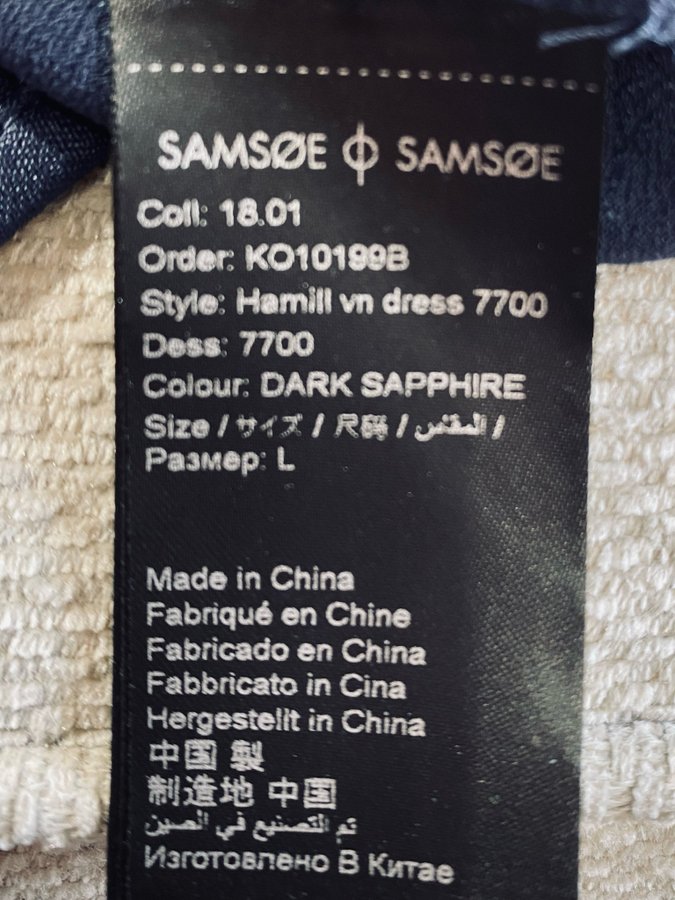 SAMSØE ϕ SAMSØE
Coll: 18.01
Order: KO10199B
Style: Hamill vn dress 7700
Dess: 7700
Colour: DARK SAPPHIRE
Size / サイズ / 尺码 / المقاس /
Размер: L
Made in China
Fabriqué en Chine
Fabricado en China
Fabbricato in Cina
Hergestellt in China
中国 製
制造地 中国
تم التصنيع في الصين
Изготовлено В Китае